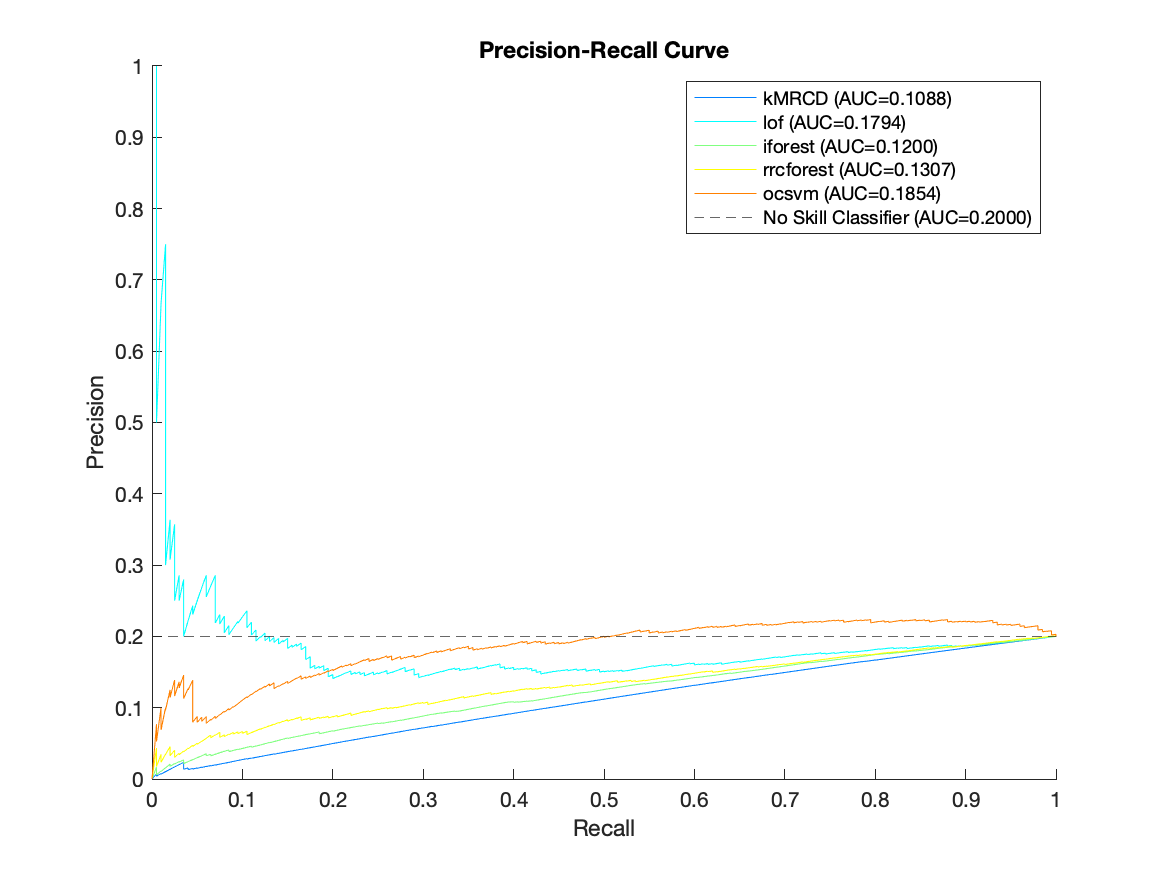 Precision-Recall Curve
kMRCD (AUC=0.1088)
lof (AUC=0.1794)
iforest (AUC=0.1200)
rrcforest (AUC=0.1307)
ocsvm (AUC=0.1854)
No Skill Classifier (AUC=0.2000)
Precision
1
0.9
0.8
0.7
0.6
0.5
0.4
0.3
0.2
0.1
0
0 0.1 0.2 0.3 0.4 0.5 0.6 0.7 0.8 0.9 1
Recall